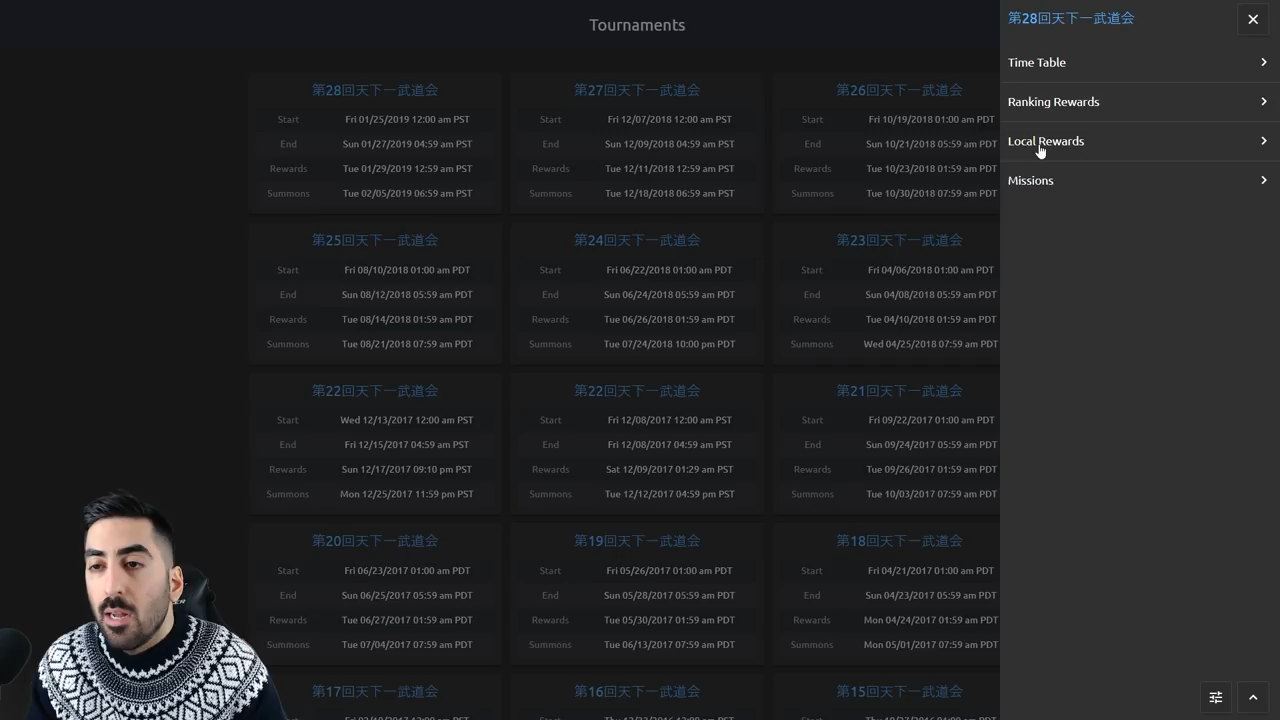 Tournaments
第28回天下一武道会
Time Table
Ranking Rewards
Local Rewards
Missions
第28回天下一武道会
Start Fri 01/25/2019 12:00 am PST
End Sun 01/27/2019 04:59 am PST
Rewards Tue 01/29/2019 12:59 am PST
Summons Tue 02/05/2019 06:59 am PST
第27回天下一武道会
Start Fri 12/07/2018 12:00 am PST
End Sun 12/09/2018 04:59 am PST
Rewards Tue 12/11/2018 12:59 am PST
Summons Tue 12/18/2018 06:59 am PST
第26回天下一武道会
Start Fri 10/19/2018 01:00 am PDT
End Sun 10/21/2018 05:59 am PDT
Rewards Tue 10/23/2018 01:59 am PDT
Summons Tue 10/30/2018 07:59 am PDT
第25回天下一武道会
Start Fri 08/10/2018 01:00 am PDT
End Sun 08/12/2018 05:59 am PDT
Rewards Tue 08/14/2018 01:59 am PDT
Summons Tue 08/21/2018 07:59 am PDT
第24回天下一武道会
Start Fri 06/22/2018 01:00 am PDT
End Sun 06/24/2018 05:59 am PDT
Rewards Tue 06/26/2018 01:59 am PDT
Summons Tue 07/24/2018 10:00 pm PDT
第23回天下一武道会
Start Fri 04/06/2018 01:00 am PDT
End Sun 04/08/2018 05:59 am PDT
Rewards Tue 04/10/2018 01:59 am PDT
Summons Wed 04/25/2018 07:59 am PDT
第22回天下一武道会
Start Wed 12/13/2017 12:00 am PST
End Fri 12/15/2017 04:59 am PST
Rewards Sun 12/17/2017 09:10 pm PST
Summons Mon 12/25/2017 11:59 pm PST
第22回天下一武道会
Start Fri 12/08/2017 12:00 am PST
End Fri 12/08/2017 04:59 am PST
Rewards Sat 12/09/2017 01:29 am PST
Summons Tue 12/12/2017 04:59 pm PST
第21回天下一武道会
Start Fri 09/22/2017 01:00 am PDT
End Sun 09/24/2017 05:59 am PDT
Rewards Tue 09/26/2017 01:59 am PDT
Summons Tue 10/03/2017 07:59 am PDT
第20回天下一武道会
Start Fri 06/23/2017 01:00 am PDT
End Sun 06/25/2017 05:59 am PDT
Rewards Tue 06/27/2017 01:59 am PDT
Summons Tue 07/04/2017 07:59 am PDT
第19回天下一武道会
Start Fri 05/26/2017 01:00 am PDT
End Sun 05/28/2017 05:59 am PDT
Rewards Tue 05/30/2017 01:59 am PDT
Summons Tue 06/13/2017 07:59 am PDT
第18回天下一武道会
Start Fri 04/21/2017 01:00 am PDT
End Sun 04/23/2017 05:59 am PDT
Rewards Mon 04/24/2017 01:59 am PDT
Summons Mon 05/01/2017 07:59 am PDT
第17回天下一武道会
第16回天下一武道会
第15回天下一武道会